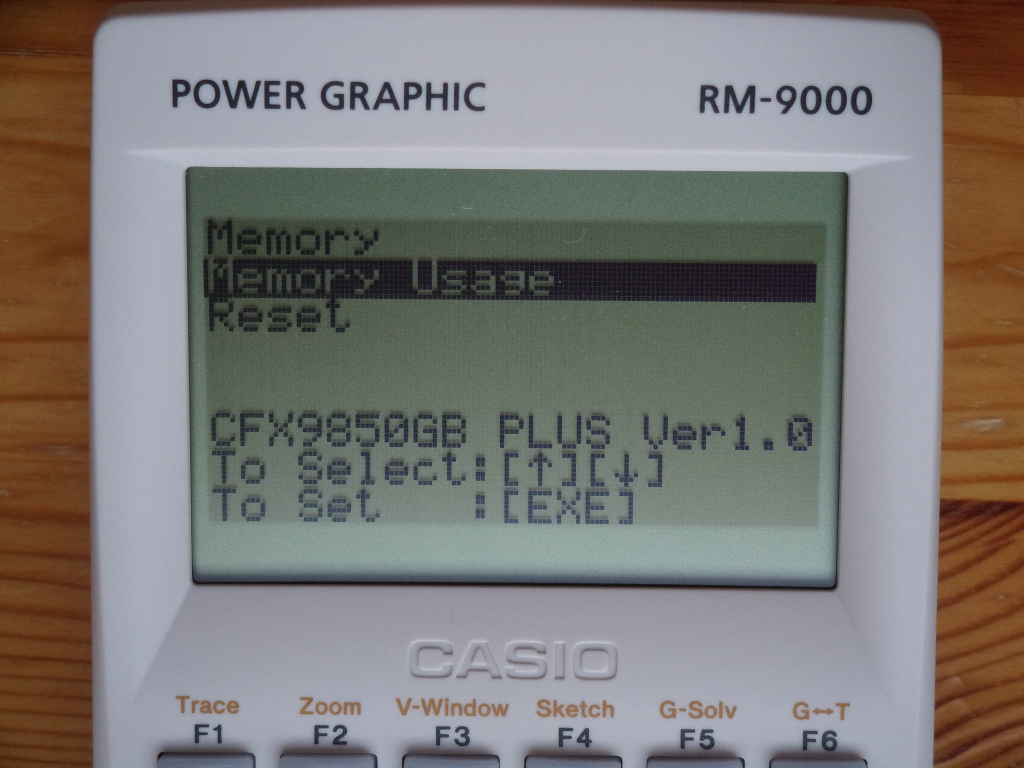 POWER GRAPHIC RM-9000
Memory
Memory Usage
Reset
CFX9850GB PLUS Ver1.0
To Select:[↑][↓]
To Set :[EXE]
CASIO
Trace Zoom V-Window Sketch G-Solv G↔T
F1 F2 F3 F4 F5 F6